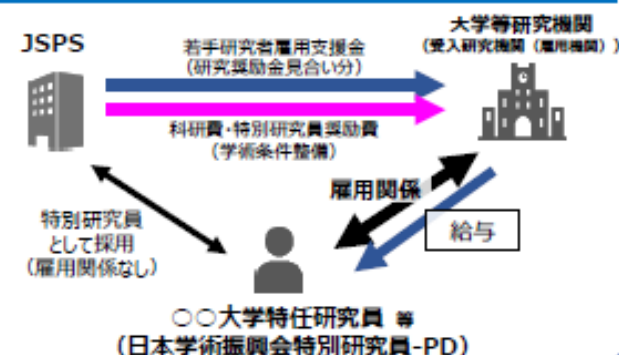 JSPS
大学等研究機関
(受入研究機関(雇用機関))
若手研究者雇用支援金
(研究奨励金見合い分)
科研費・特別研究員奨励費
(学術条件整備)
雇用関係
特別研究員
として採用
(雇用関係なし)
給与
○○大学特任研究員 等
(日本学術振興会特別研究員-PD)